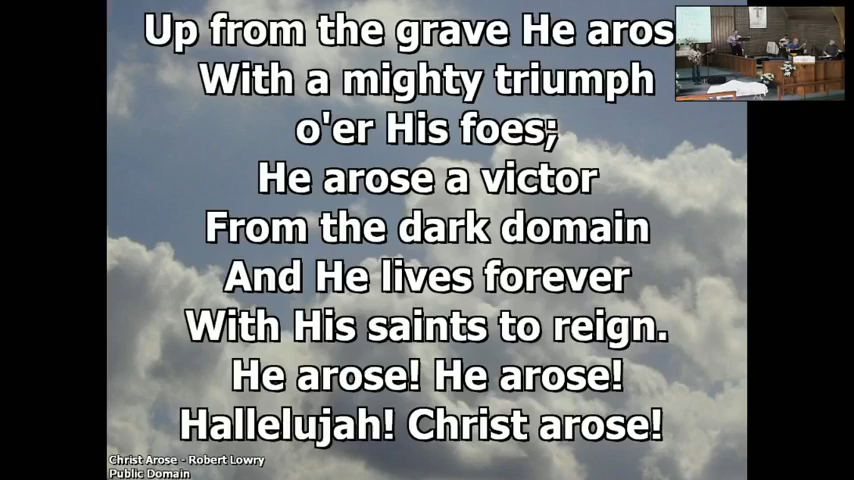 Up from the grave He aros
With a mighty triumph
o'er His foes;
He arose a victor
From the dark domain
And He lives forever
With His saints to reign.
He arose! He arose!
Hallelujah! Christ arose!
Christ Arose - Robert Lowry
Public Domain